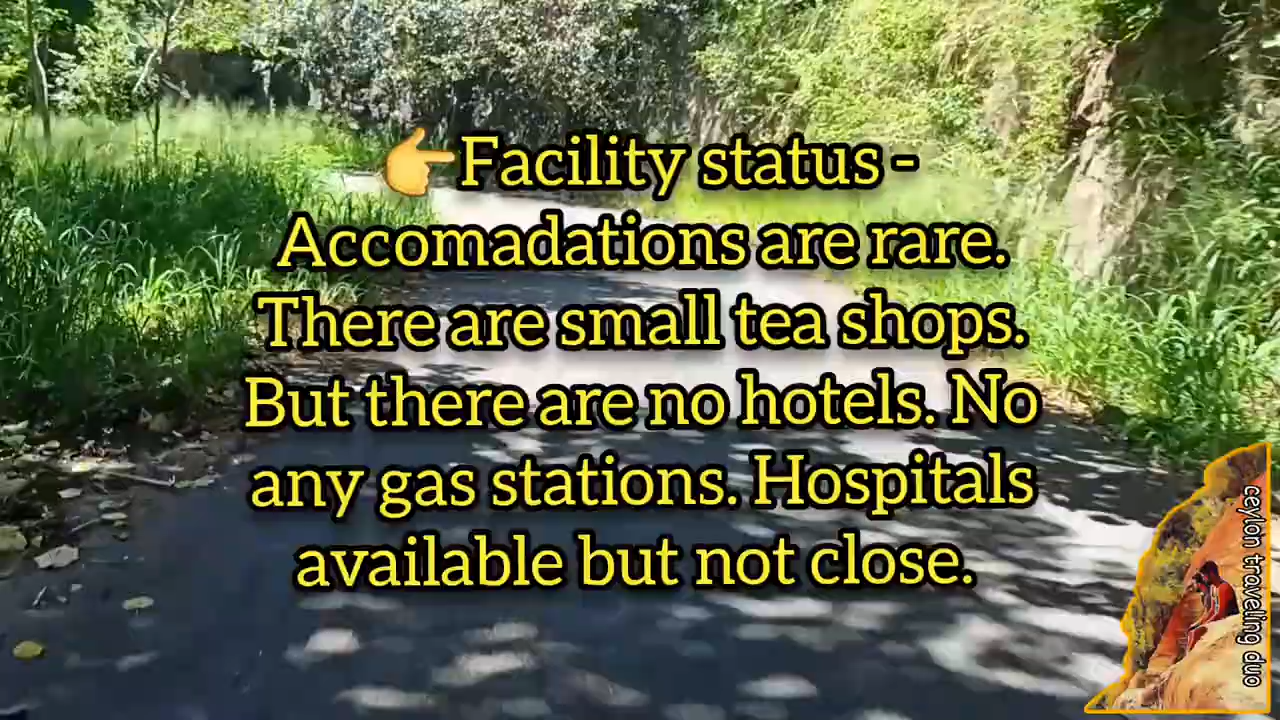 👉Facility status -
Accomadations are rare.
There are small tea shops.
But there are no hotels. No
any gas stations. Hospitals
available but not close.
ceylon traveling duo